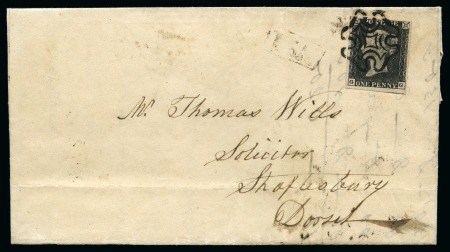 G G
ONE PENNY
Mr. Thomas Wills
Solicitor
Shaftesbury
Dorset